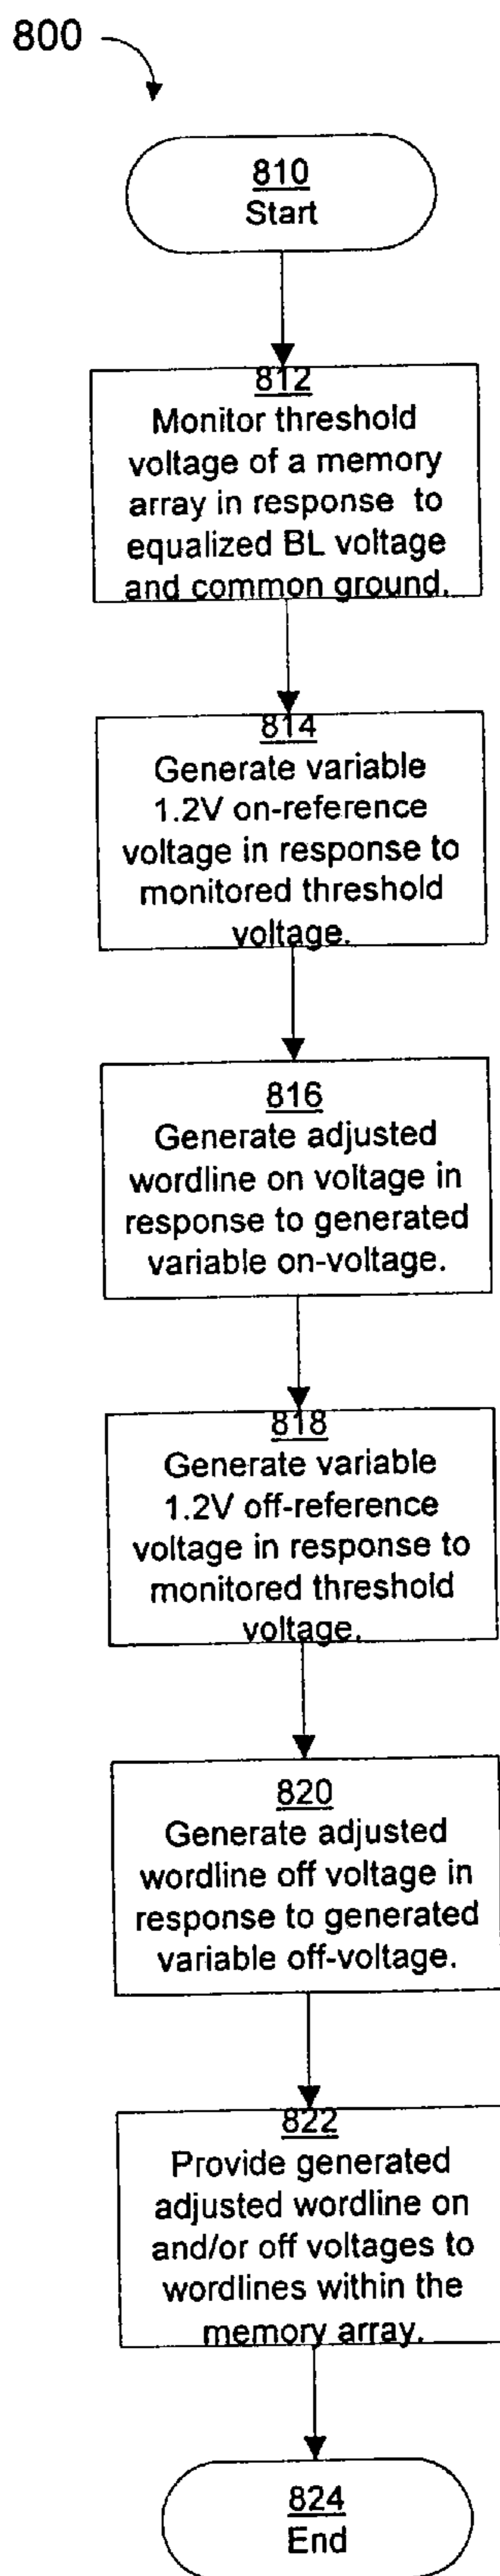 800
810
Start
812
Monitor threshold
voltage of a memory
array in response to
equalized BL voltage
and common ground.
814
Generate variable
1.2V on-reference
voltage in response to
monitored threshold
voltage.
816
Generate adjusted
wordline on voltage in
response to generated
variable on-voltage.
818
Generate variable
1.2V off-reference
voltage in response to
monitored threshold
voltage.
820
Generate adjusted
wordline off voltage in
response to generated
variable off-voltage.
822
Provide generated
adjusted wordline on
and/or off voltages to
wordlines within the
memory array.
824
End